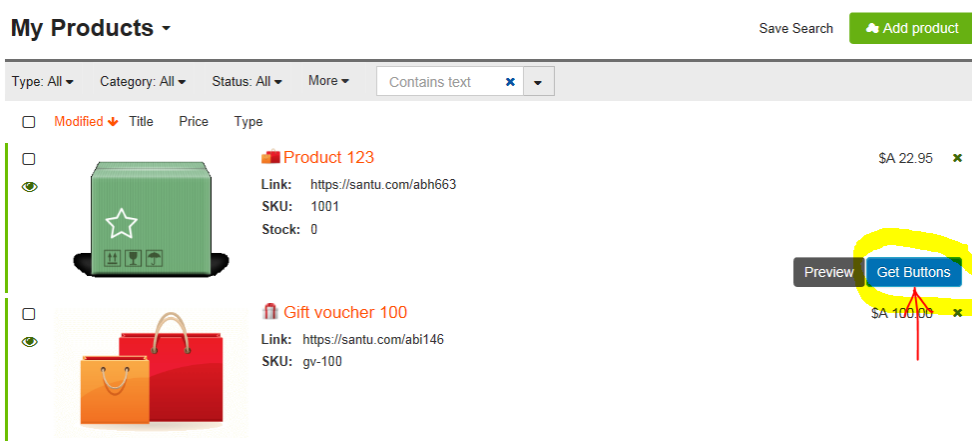 My Products
Save Search
Add product
Type: All
Category: All
Status: All
More
Contains text
Modified Title Price Type
Product 123
$A 22.95
Link: https://santu.com/abh663
SKU: 1001
Stock: 0
Preview
Get Buttons
Gift voucher 100
$A 100.00
Link: https://santu.com/abi146
SKU: gv-100